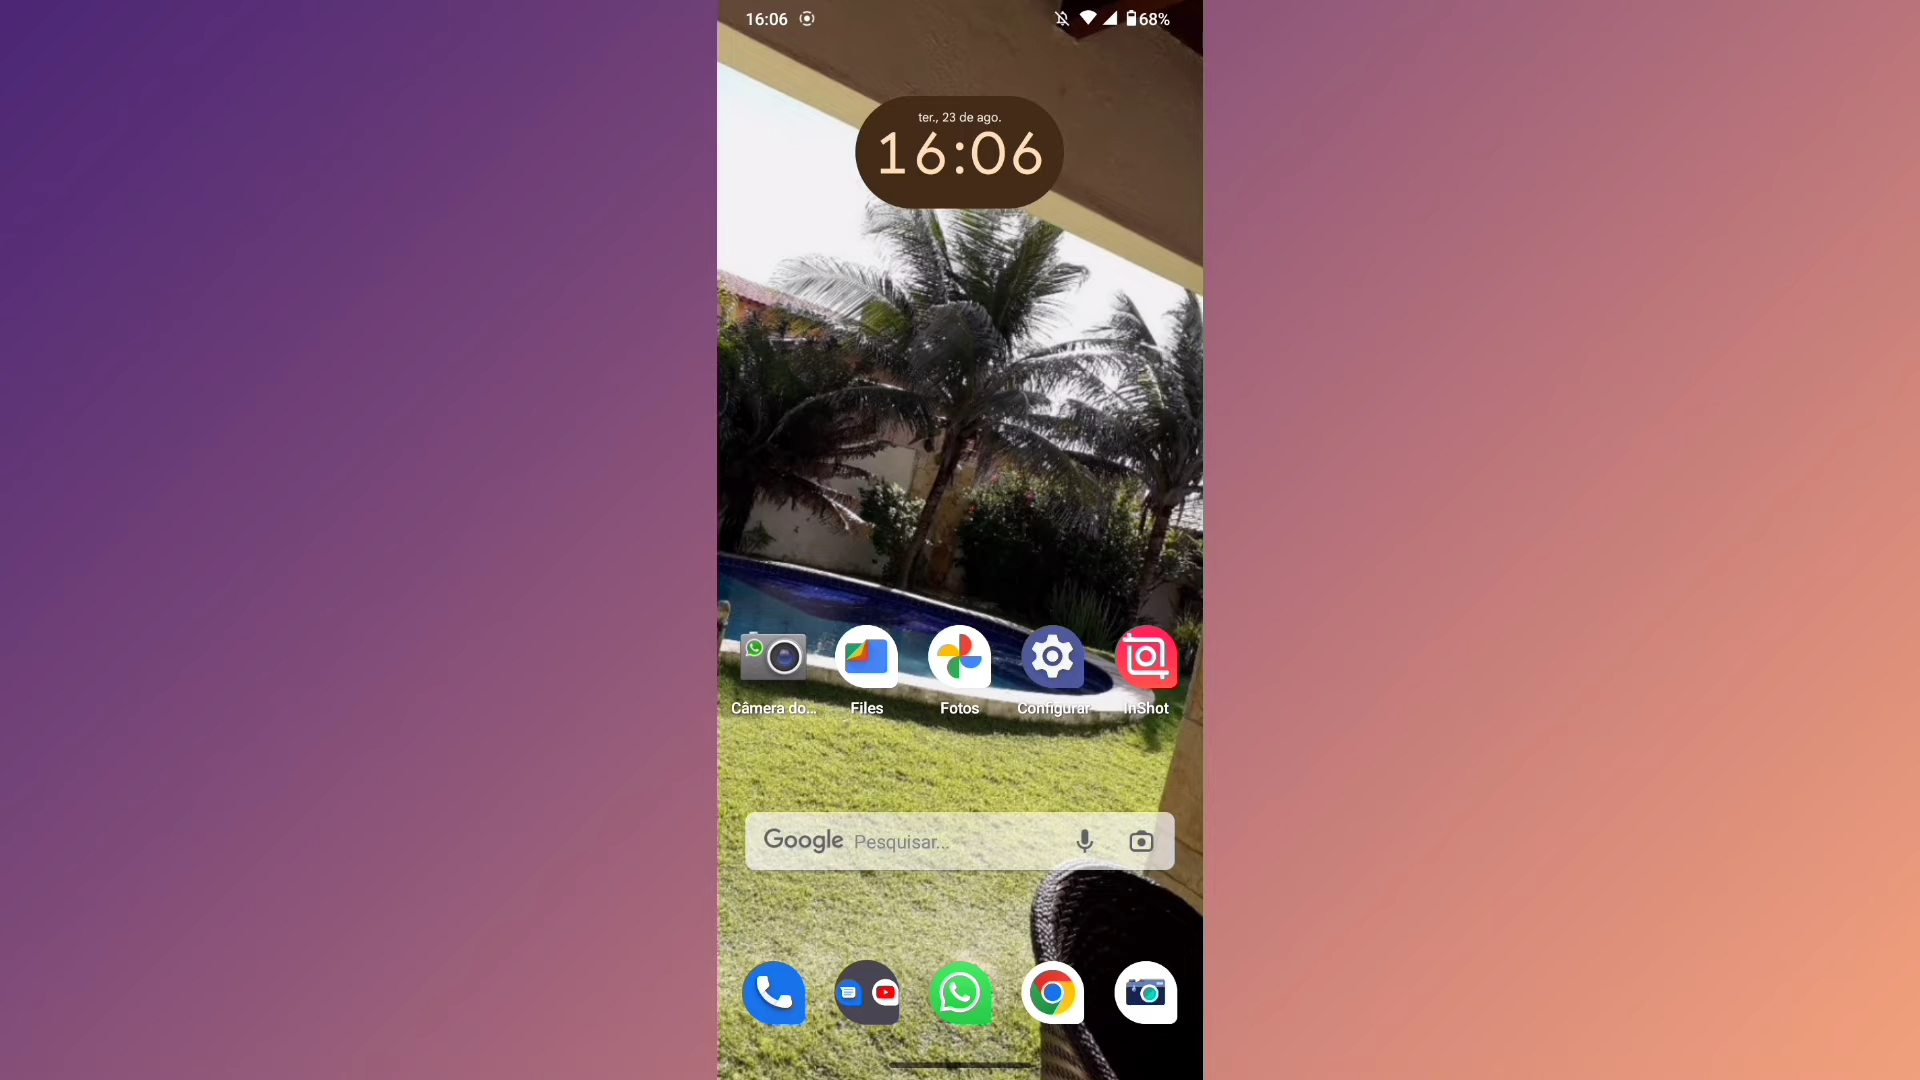 16:06 68%
ter., 23 de ago.
16:06
Câmera do... Files Fotos Configurar InShot
Google Pesquisar...